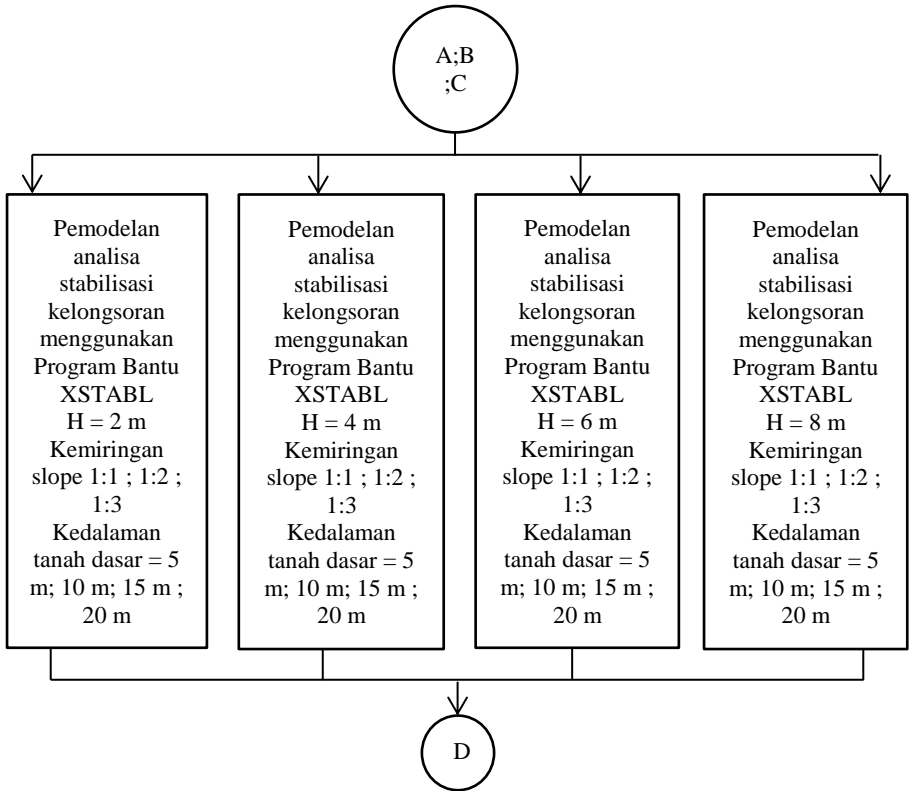 A;B
;C
Pemodelan
analisa
stabilisasi
kelongsoran
menggunakan
Program Bantu
XSTABL
H = 2 m
Kemiringan
slope 1:1 ; 1:2 ;
1:3
Kedalaman
tanah dasar = 5
m; 10 m; 15 m ;
20 m
Pemodelan
analisa
stabilisasi
kelongsoran
menggunakan
Program Bantu
XSTABL
H = 4 m
Kemiringan
slope 1:1 ; 1:2 ;
1:3
Kedalaman
tanah dasar = 5
m; 10 m; 15 m ;
20 m
Pemodelan
analisa
stabilisasi
kelongsoran
menggunakan
Program Bantu
XSTABL
H = 6 m
Kemiringan
slope 1:1 ; 1:2 ;
1:3
Kedalaman
tanah dasar = 5
m; 10 m; 15 m ;
20 m
Pemodelan
analisa
stabilisasi
kelongsoran
menggunakan
Program Bantu
XSTABL
H = 8 m
Kemiringan
slope 1:1 ; 1:2 ;
1:3
Kedalaman
tanah dasar = 5
m; 10 m; 15 m ;
20 m
D